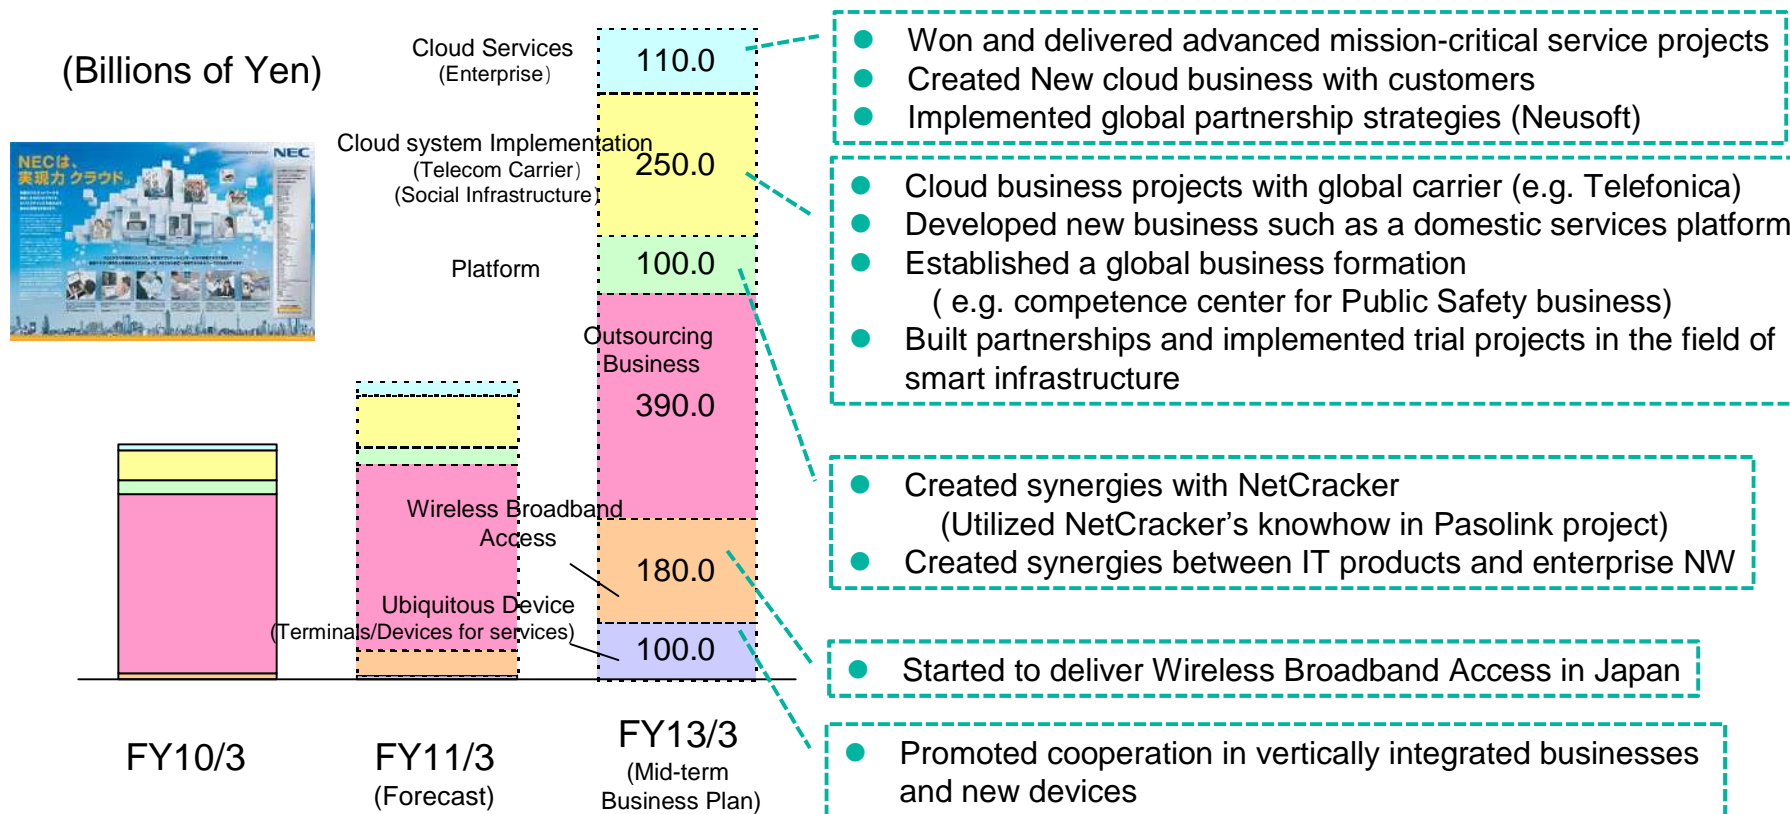 (Billions of Yen)
NEC
NECは、
実現力 クラウド。
Cloud Services
(Enterprise)
110.0
Cloud system Implementation
(Telecom Carrier)
(Social Infrastructure)
250.0
Platform
100.0
Outsourcing
Business
390.0
Wireless Broadband
Access
180.0
Ubiquitous Device
(Terminals/Devices for services)
100.0
FY10/3
FY11/3
(Forecast)
FY13/3
(Mid-term
Business Plan)
● Won and delivered advanced mission-critical service projects
● Created New cloud business with customers
● Implemented global partnership strategies (Neusoft)
● Cloud business projects with global carrier (e.g. Telefonica)
● Developed new business such as a domestic services platform
● Established a global business formation
( e.g. competence center for Public Safety business)
● Built partnerships and implemented trial projects in the field of
smart infrastructure
● Created synergies with NetCracker
(Utilized NetCracker's knowhow in Pasolink project)
● Created synergies between IT products and enterprise NW
● Started to deliver Wireless Broadband Access in Japan
● Promoted cooperation in vertically integrated businesses
and new devices